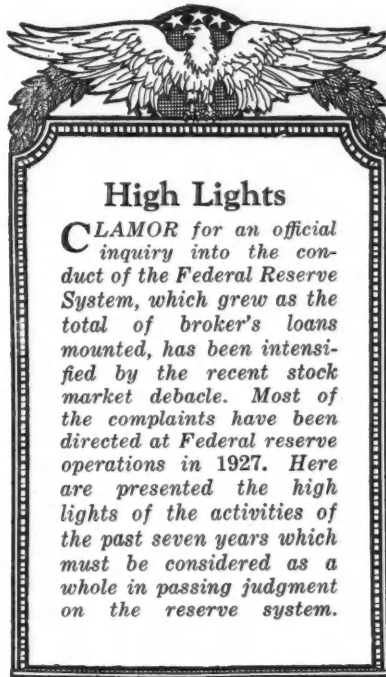 High Lights
CLAMOR for an official
inquiry into the con-
duct of the Federal Reserve
System, which grew as the
total of broker's loans
mounted, has been intensi-
fied by the recent stock
market debacle. Most of
the complaints have been
directed at Federal reserve
operations in 1927. Here
are presented the high
lights of the activities of
the past seven years which
must be considered as a
whole in passing judgment
on the reserve system.